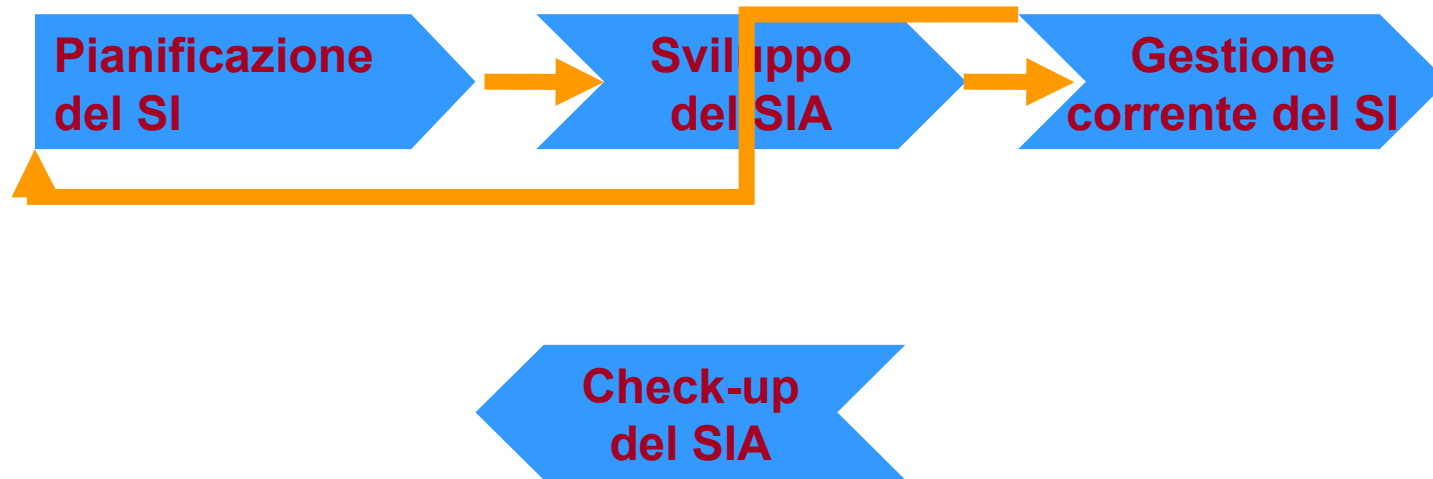 Pianificazione
del SI
Sviluppo
del SIA
Gestione
corrente del SI
Check-up
del SIA